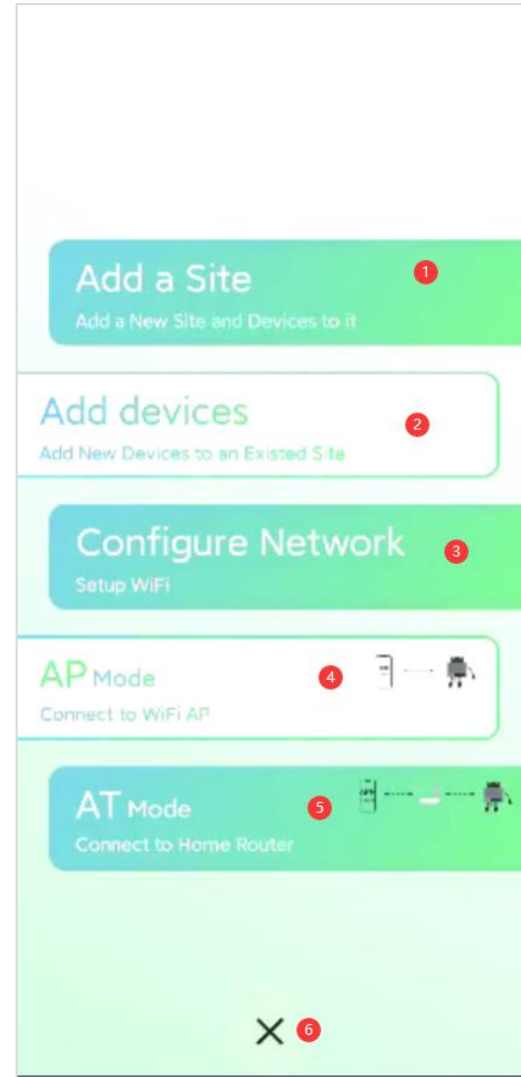 Add a Site
1
Add a New Site and Devices to it
Add devices
2
Add New Devices to an Existed Site
Configure Network
3
Setup WiFi
AP Mode
4
Connect to WiFi AP
AT Mode
5
Connect to Home Router
6